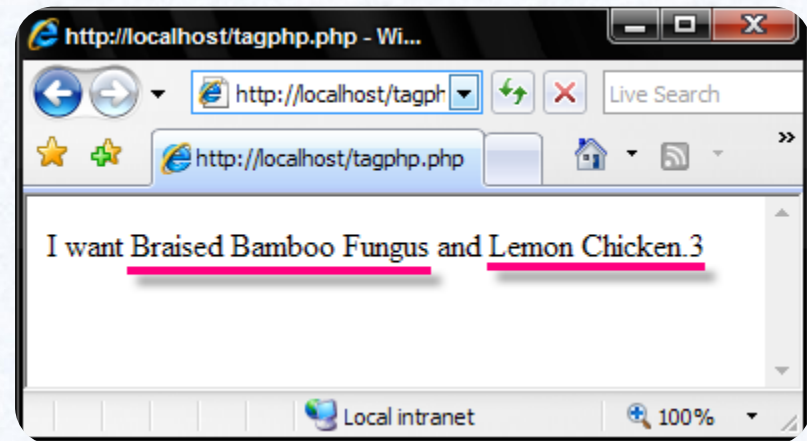 http://localhost/tagphp.php - Wi...
http://localhost/tagph
Live Search
http://localhost/tagphp.php
»
I want Braised Bamboo Fungus and Lemon Chicken.3
Local intranet
100%